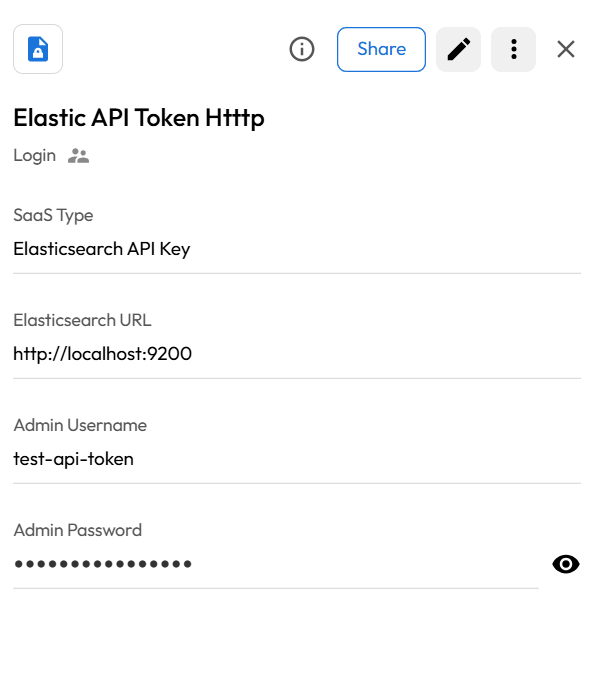 Share
Elastic API Token Htttp
Login
SaaS Type
Elasticsearch API Key
Elasticsearch URL
http://localhost:9200
Admin Username
test-api-token
Admin Password
••••••••••••••••